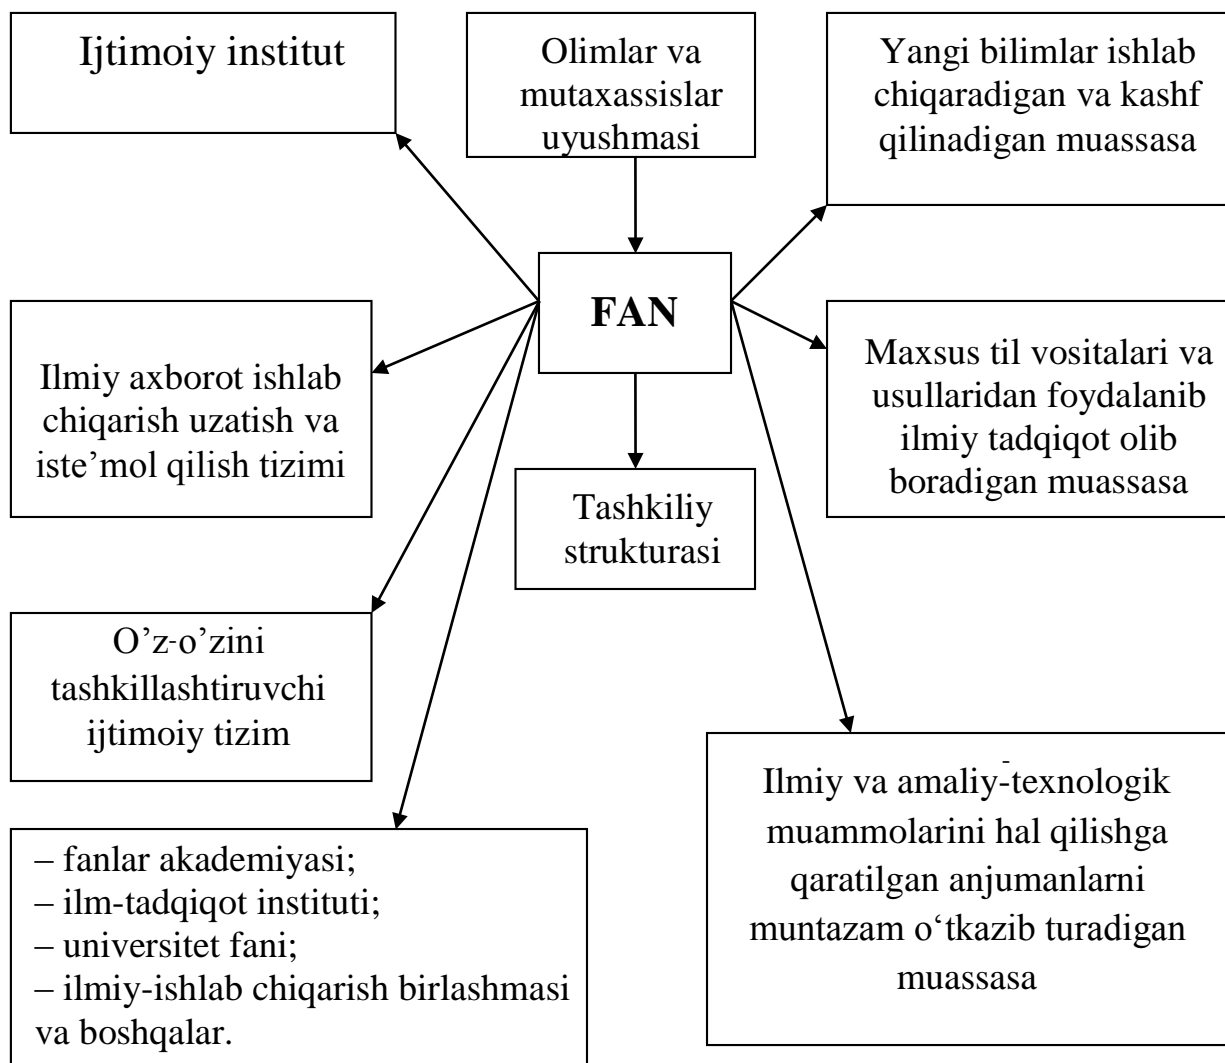 Ijtimoiy institut
Olimlar va
mutaxassislar
uyushmasi
Yangi bilimlar ishlab
chiqaradigan va kashf
qilinadigan muassasa
FAN
Ilmiy axborot ishlab
chiqarish uzatish va
iste’mol qilish tizimi
Maxsus til vositalari va
usullaridan foydalanib
ilmiy tadqiqot olib
boradigan muassasa
Tashkiliy
strukturasi
O’z-o’zini
tashkillashtiruvchi
ijtimoiy tizim
– fanlar akademiyasi;
– ilm-tadqiqot instituti;
– universitet fani;
– ilmiy-ishlab chiqarish birlashmasi
va boshqalar.
Ilmiy va amaliy-texnologik
muammolarini hal qilishga
qaratilgan anjumanlarni
muntazam o‘tkazib turadigan
muassasa